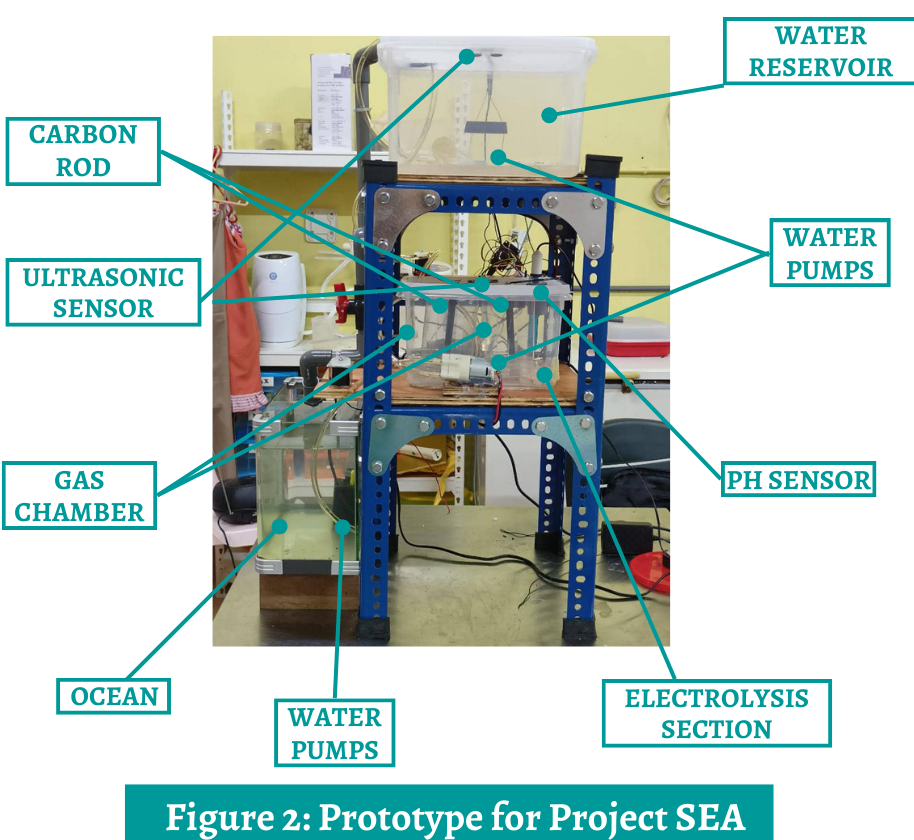 WATER
RESERVOIR
CARBON
ROD
WATER
PUMPS
ULTRASONIC
SENSOR
GAS
CHAMBER
PH SENSOR
OCEAN
WATER
PUMPS
ELECTROLYSIS
SECTION
Figure 2: Prototype for Project SEA